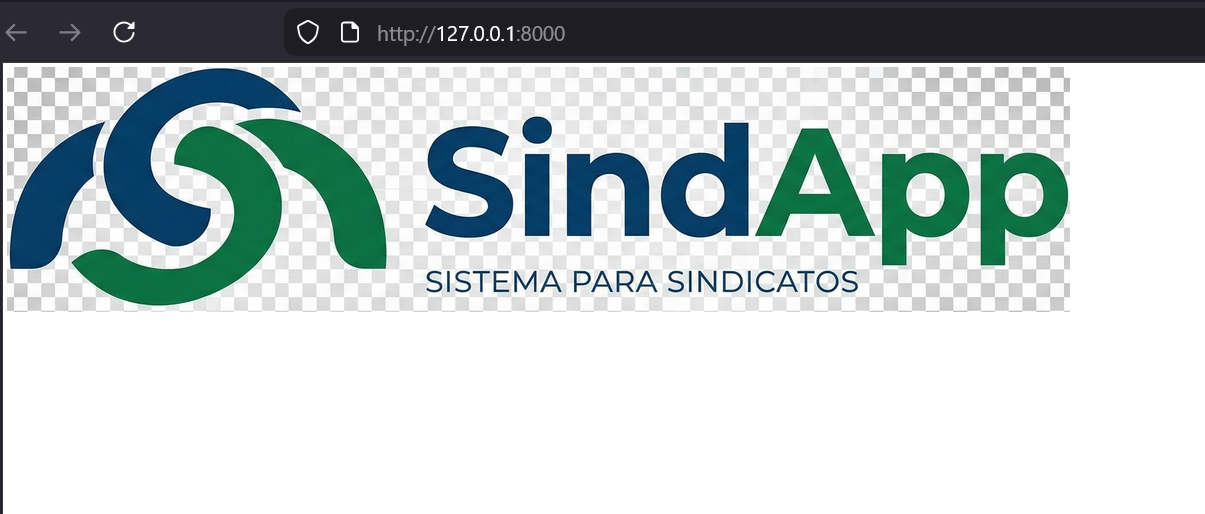 http://127.0.0.1:8000
SindApp
SISTEMA PARA SINDICATOS